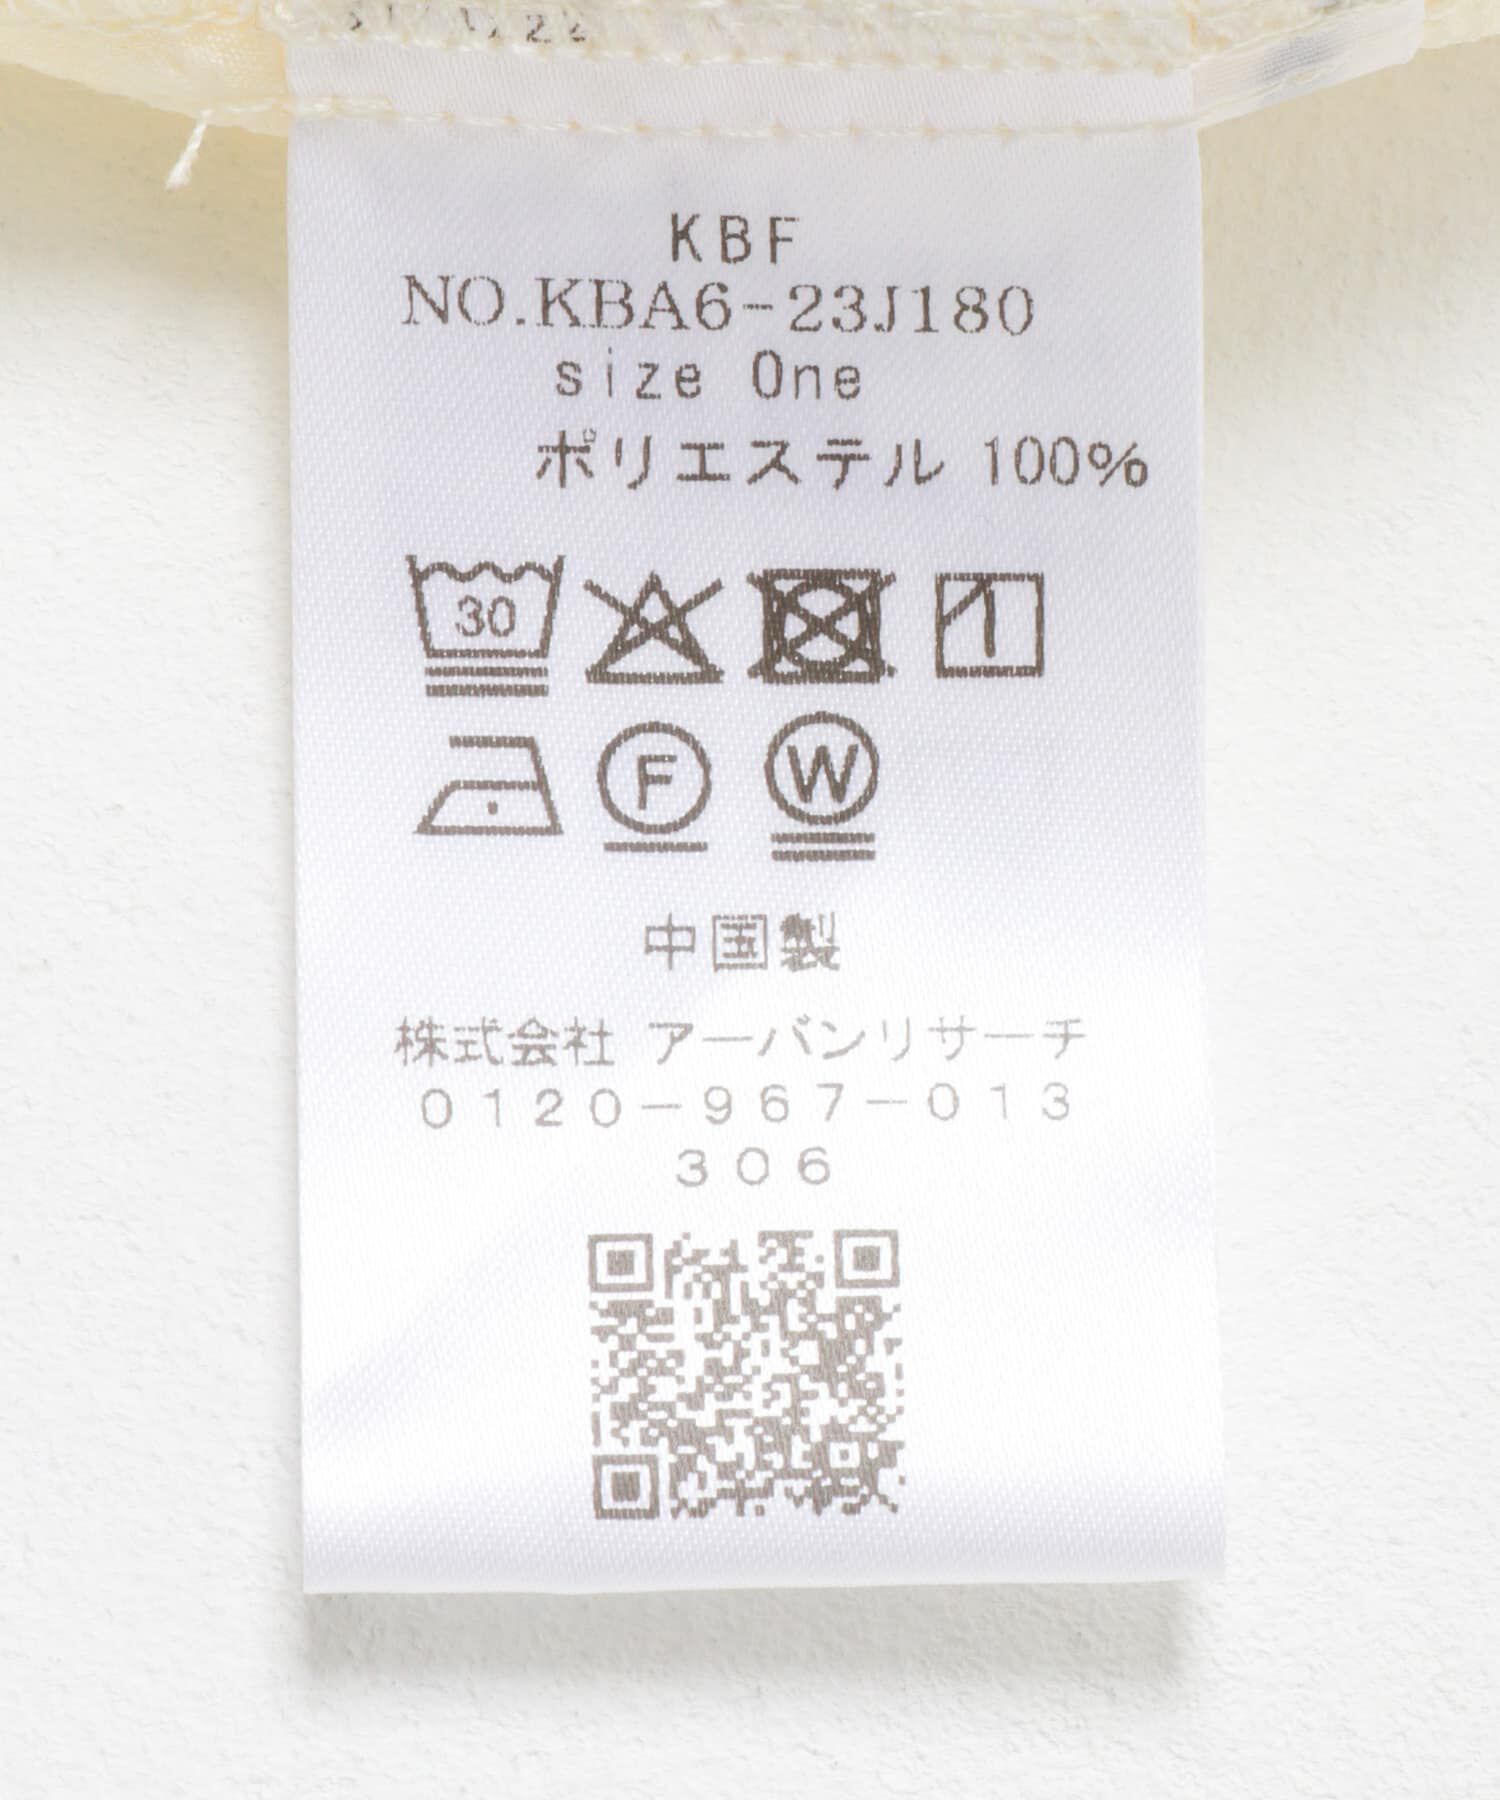 KBF
NO.KBA6-23J180
size One
ポリエステル 100%
30
F W
中国製
株式会社 アーバンリサーチ
0120-967-013
306